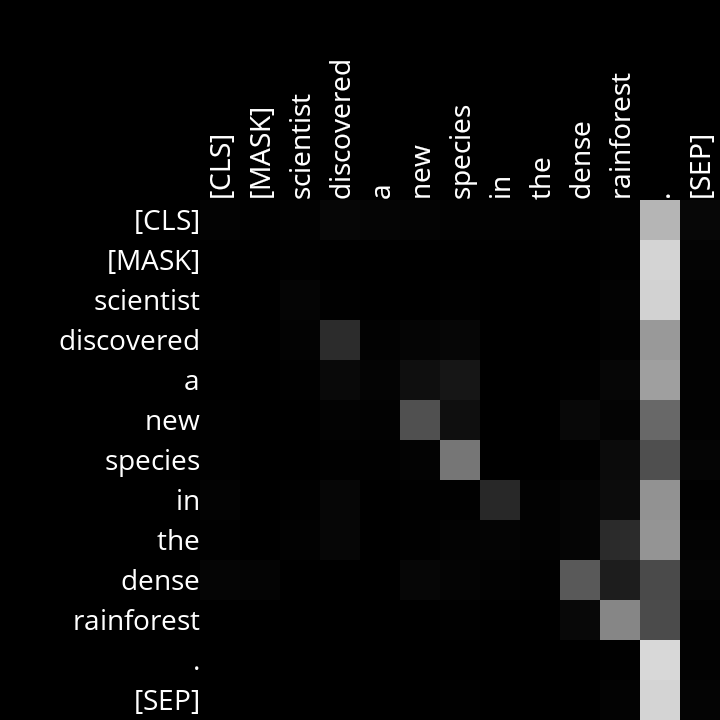 [CLS]
[MASK]
scientist
discovered
a
new
species
in
the
dense
rainforest
.
[SEP]
[CLS]
[MASK]
scientist
discovered
a
new
species
in
the
dense
rainforest
.
[SEP]